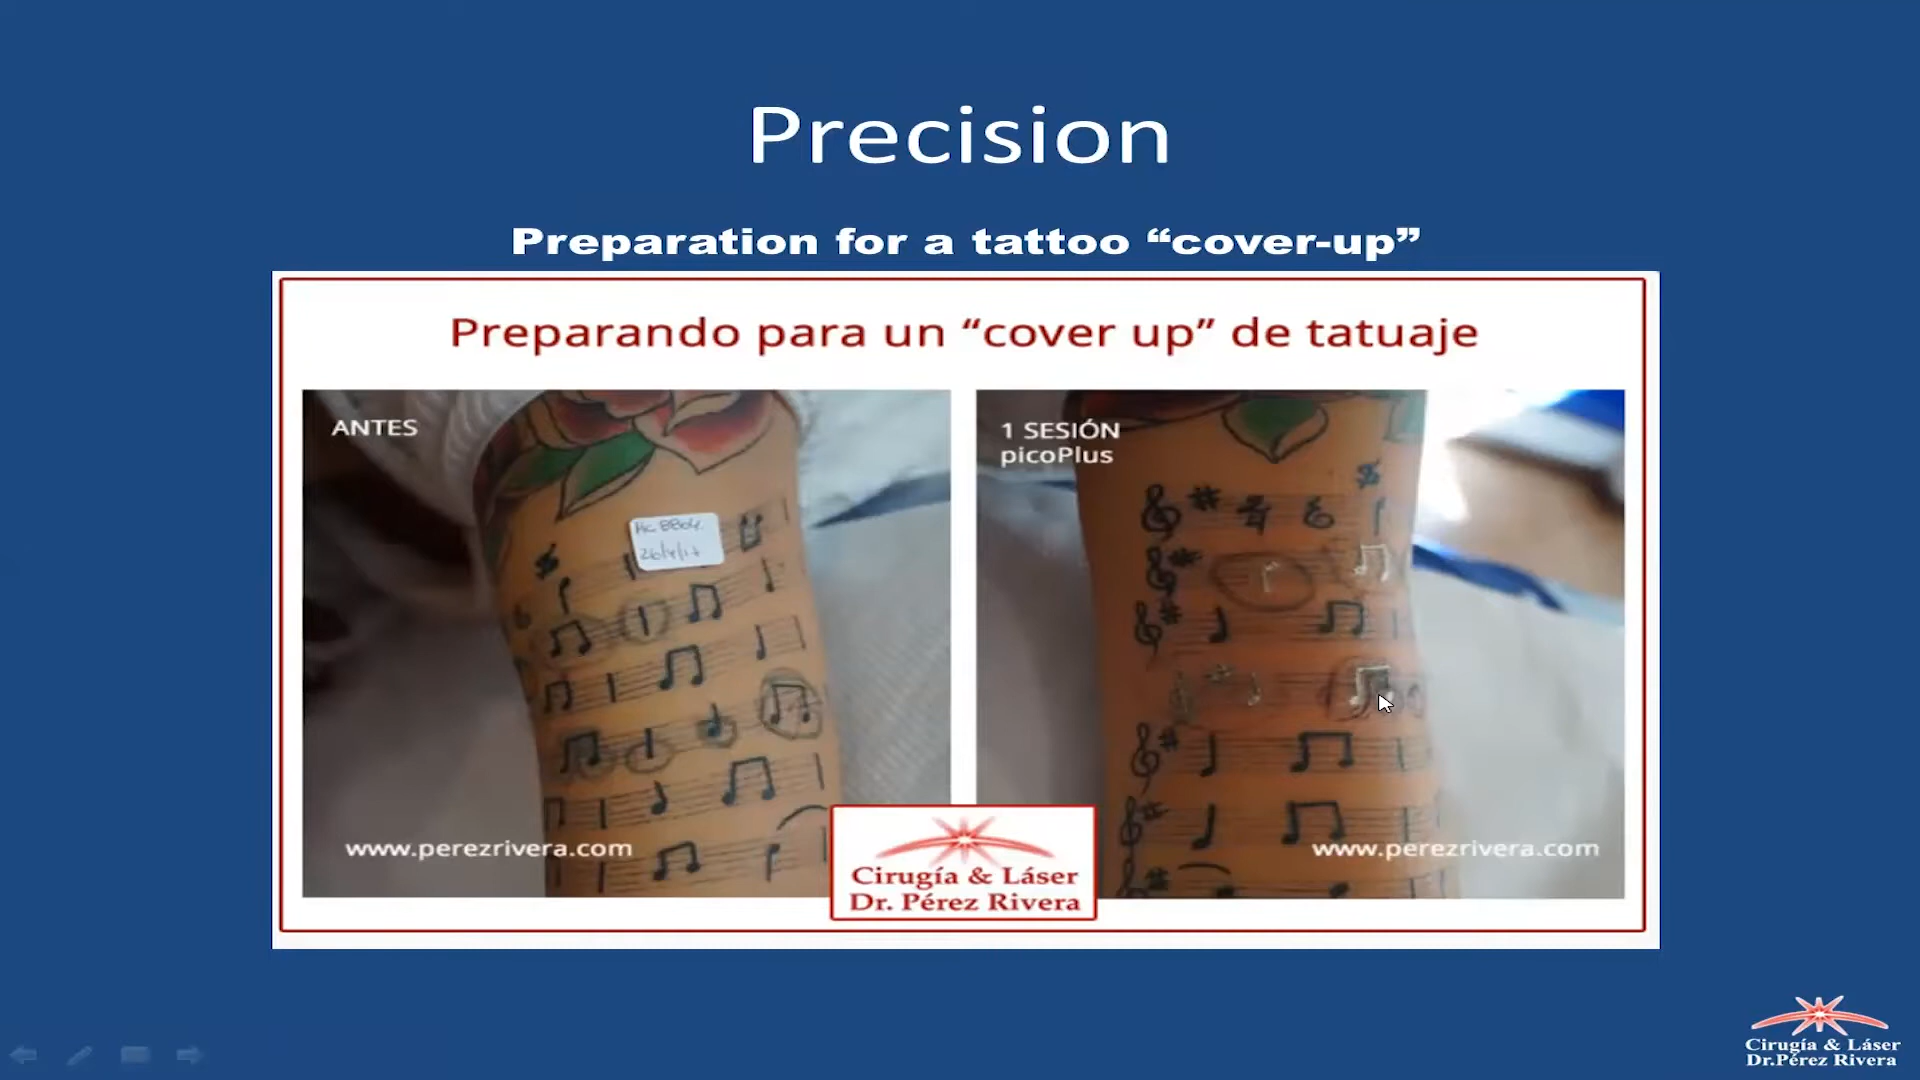 Precision
Preparation for a tattoo “cover-up”
Preparando para un “cover up” de tatuaje
ANTES
1 SESIÓN
picoPlus
www.perezrivera.com
www.perezrivera.com
Cirugía & Láser
Dr. Pérez Rivera
Cirugía & Láser
Dr.Pérez Rivera